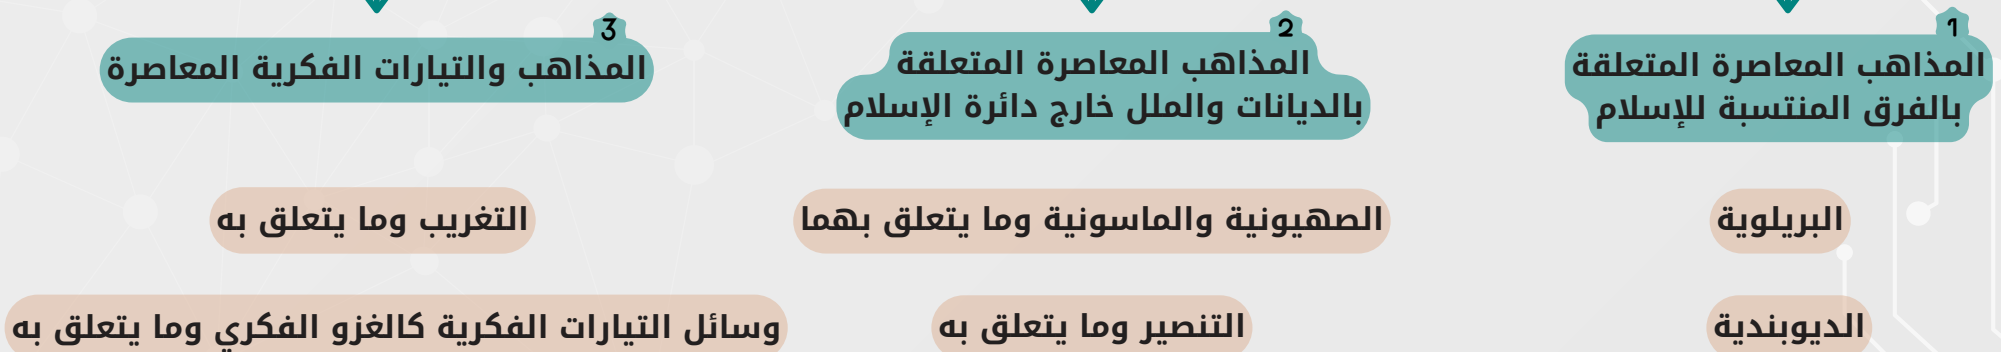 1
المذاهب المعاصرة المتعلقة
بالفرق المنتسبة للإسلام
البريلوية
الديوبندية
2
المذاهب المعاصرة المتعلقة
بالديانات والملل خارج دائرة الإسلام
الصهيونية والماسونية وما يتعلق بهما
التنصير وما يتعلق به
3
المذاهب والتيارات الفكرية المعاصرة
التغريب وما يتعلق به
وسائل التيارات الفكرية كالغزو الفكري وما يتعلق به